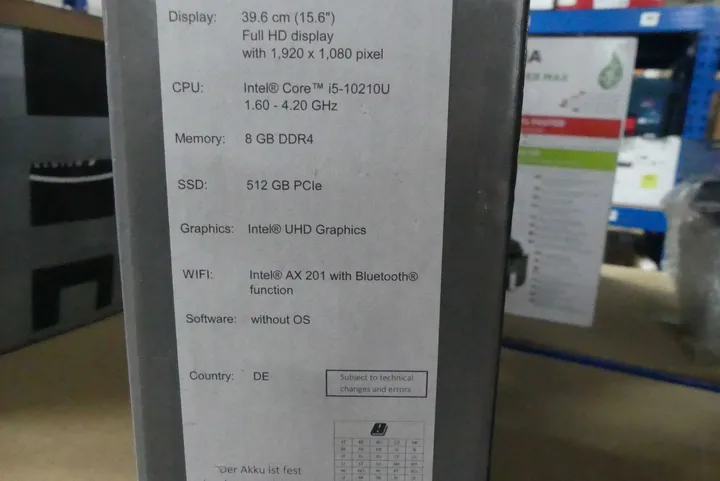 Display: 39.6 cm (15.6")
Full HD display
with 1,920 x 1,080 pixel
CPU: Intel® Core™ i5-10210U
1.60 - 4.20 GHz
Memory: 8 GB DDR4
SSD: 512 GB PCIe
Graphics: Intel® UHD Graphics
WIFI: Intel® AX 201 with Bluetooth®
function
Software: without OS
Country: DE
Subject to technical
changes and errors
Der Akku ist fest